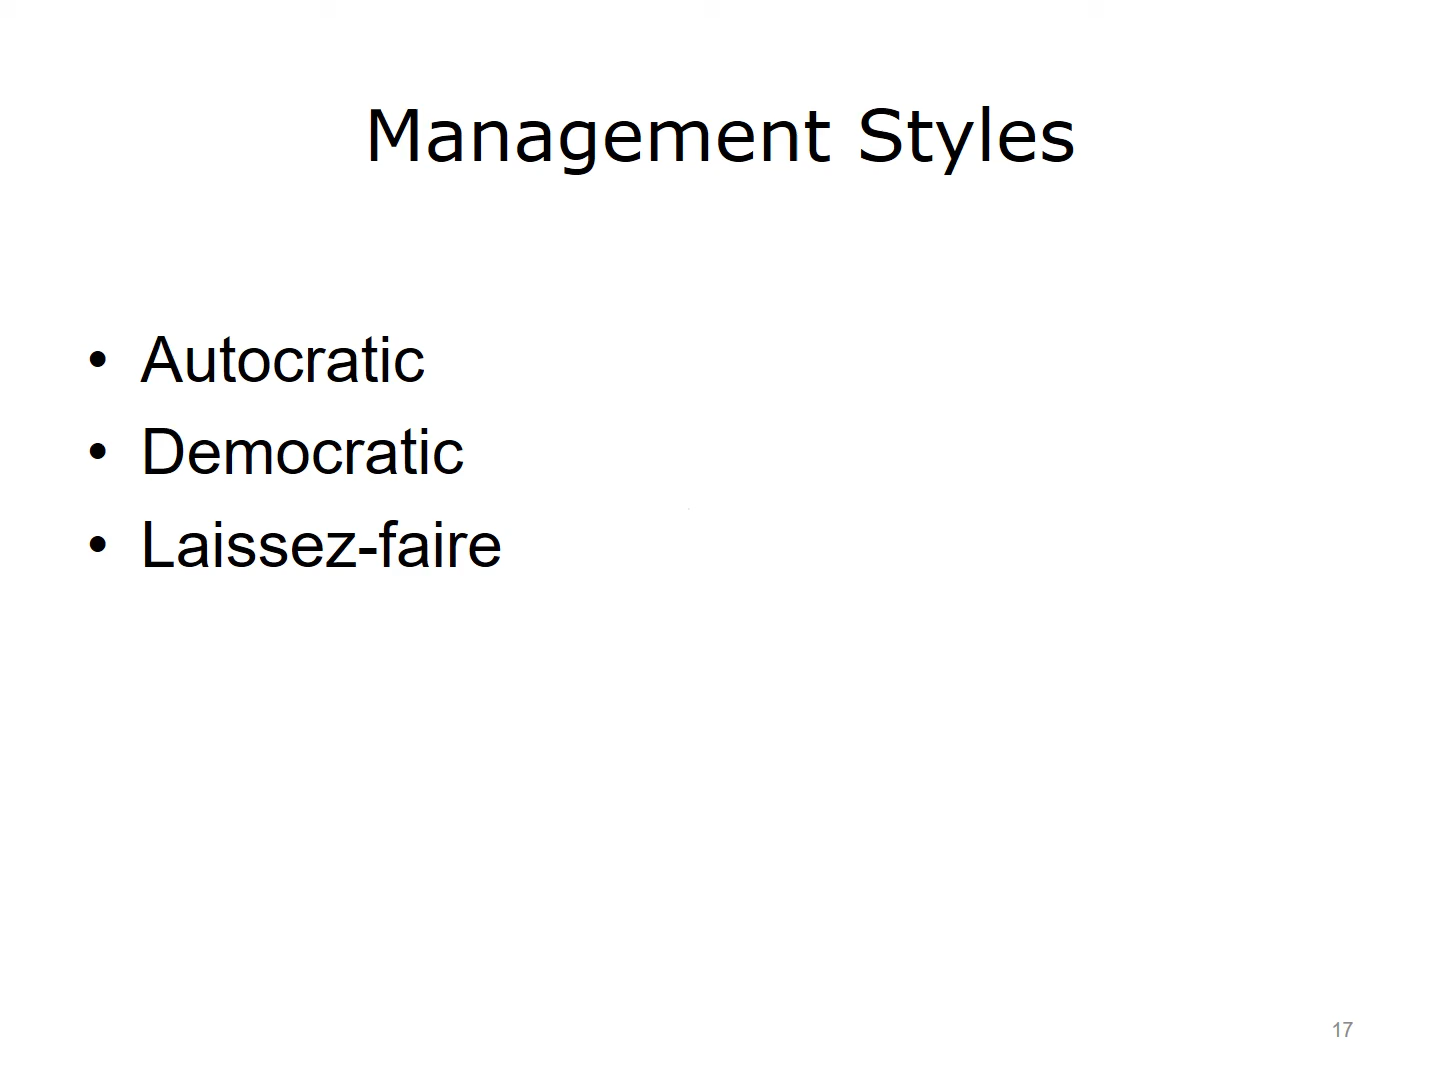 Management Styles
• Autocratic
• Democratic
• Laissez-faire
17